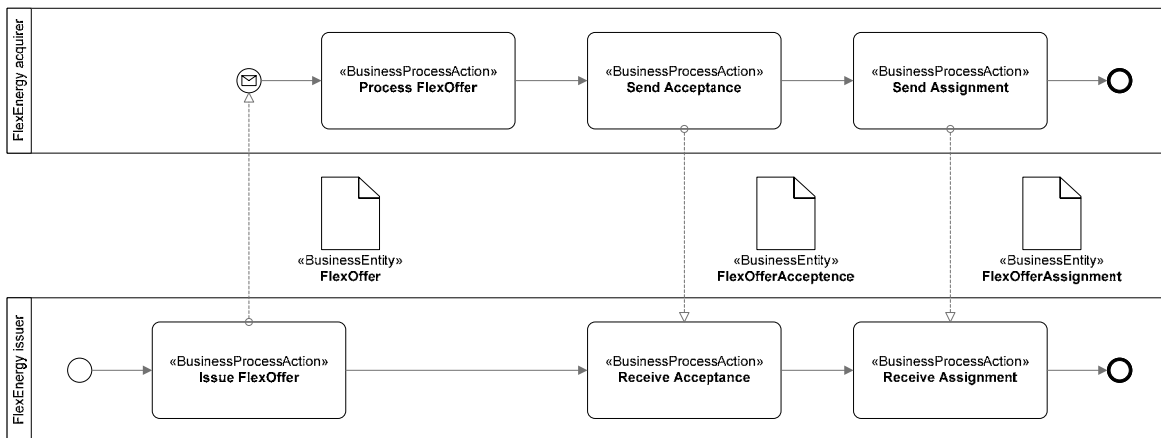 FlexEnergy acquirer
«BusinessProcessAction»
Process FlexOffer
«BusinessProcessAction»
Send Acceptance
«BusinessProcessAction»
Send Assignment
«BusinessEntity»
FlexOffer
«BusinessEntity»
FlexOfferAcceptence
«BusinessEntity»
FlexOfferAssignment
FlexEnergy issuer
«BusinessProcessAction»
Issue FlexOffer
«BusinessProcessAction»
Receive Acceptance
«BusinessProcessAction»
Receive Assignment